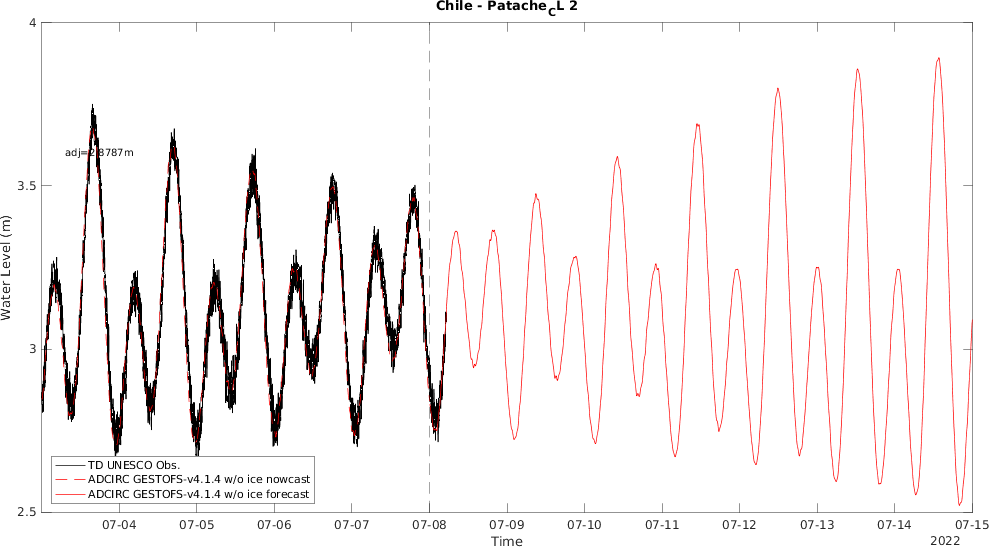 Chile - PatacheCL 2
4
3.5
3
2.5
Water Level (m)
adj=2.8787m
TD UNESCO Obs.
ADCIRC GESTOFS-v4.1.4 w/o ice nowcast
ADCIRC GESTOFS-v4.1.4 w/o ice forecast
07-04 07-05 07-06 07-07 07-08 07-09 07-10 07-11 07-12 07-13 07-14 07-15
Time
2022